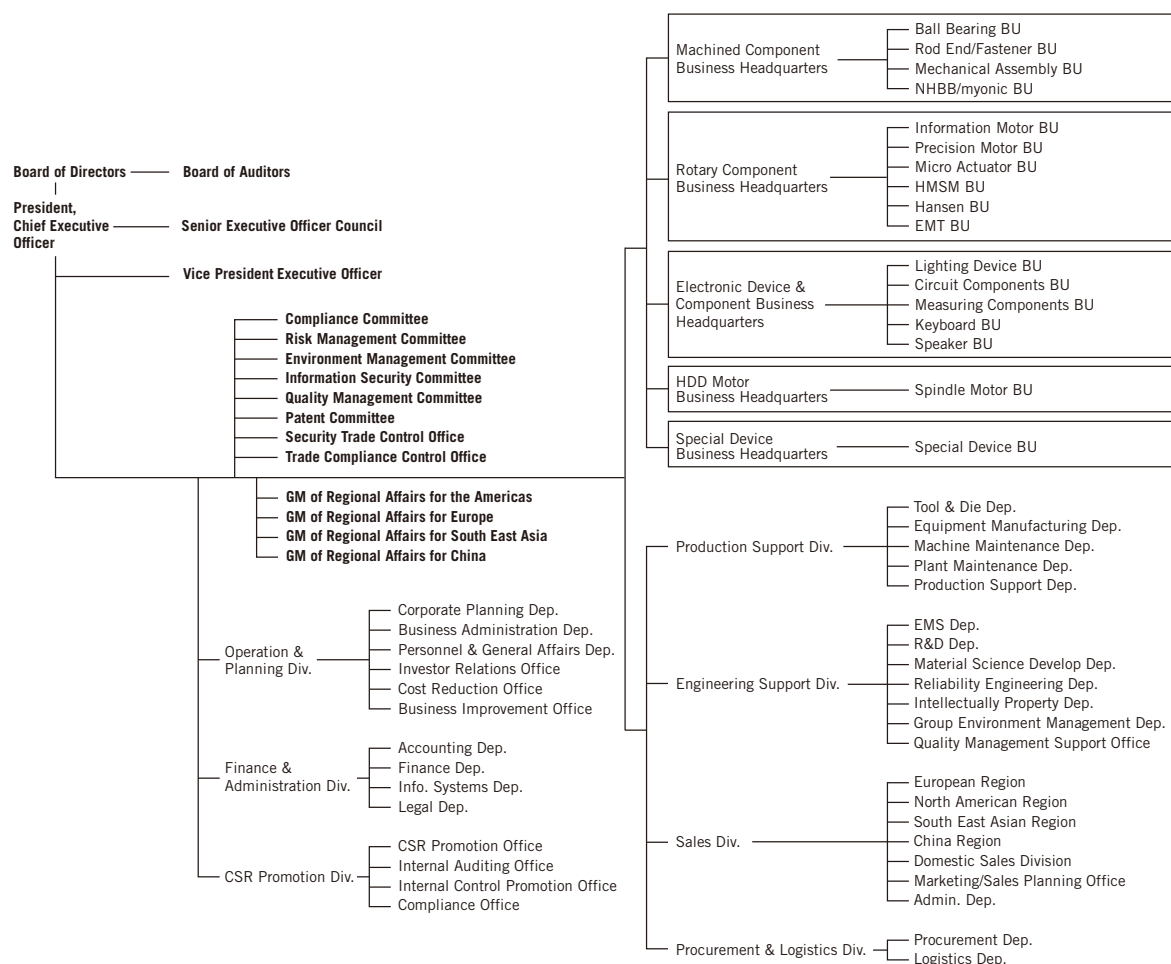 Board of Directors
Board of Auditors
President,
Chief Executive
Officer
Senior Executive Officer Council
Vice President Executive Officer
Compliance Committee
Risk Management Committee
Environment Management Committee
Information Security Committee
Quality Management Committee
Patent Committee
Security Trade Control Office
Trade Compliance Control Office
GM of Regional Affairs for the Americas
GM of Regional Affairs for Europe
GM of Regional Affairs for South East Asia
GM of Regional Affairs for China
Operation &
Planning Div.
Corporate Planning Dep.
Business Administration Dep.
Personnel & General Affairs Dep.
Investor Relations Office
Cost Reduction Office
Business Improvement Office
Finance &
Administration Div.
Accounting Dep.
Finance Dep.
Info. Systems Dep.
Legal Dep.
CSR Promotion Div.
CSR Promotion Office
Internal Auditing Office
Internal Control Promotion Office
Compliance Office
Machined Component
Business Headquarters
Ball Bearing BU
Rod End/Fastener BU
Mechanical Assembly BU
NHBB/myonic BU
Rotary Component
Business Headquarters
Information Motor BU
Precision Motor BU
Micro Actuator BU
HMSM BU
Hansen BU
EMT BU
Electronic Device &
Component Business
Headquarters
Lighting Device BU
Circuit Components BU
Measuring Components BU
Keyboard BU
Speaker BU
HDD Motor
Business Headquarters
Spindle Motor BU
Special Device
Business Headquarters
Special Device BU
Production Support Div.
Tool & Die Dep.
Equipment Manufacturing Dep.
Machine Maintenance Dep.
Plant Maintenance Dep.
Production Support Dep.
Engineering Support Div.
EMS Dep.
R&D Dep.
Material Science Develop Dep.
Reliability Engineering Dep.
Intellectually Property Dep.
Group Environment Management Dep.
Quality Management Support Office
Sales Div.
European Region
North American Region
South East Asian Region
China Region
Domestic Sales Division
Marketing/Sales Planning Office
Admin. Dep.
Procurement & Logistics Div.
Procurement Dep.
Logistics Dep.